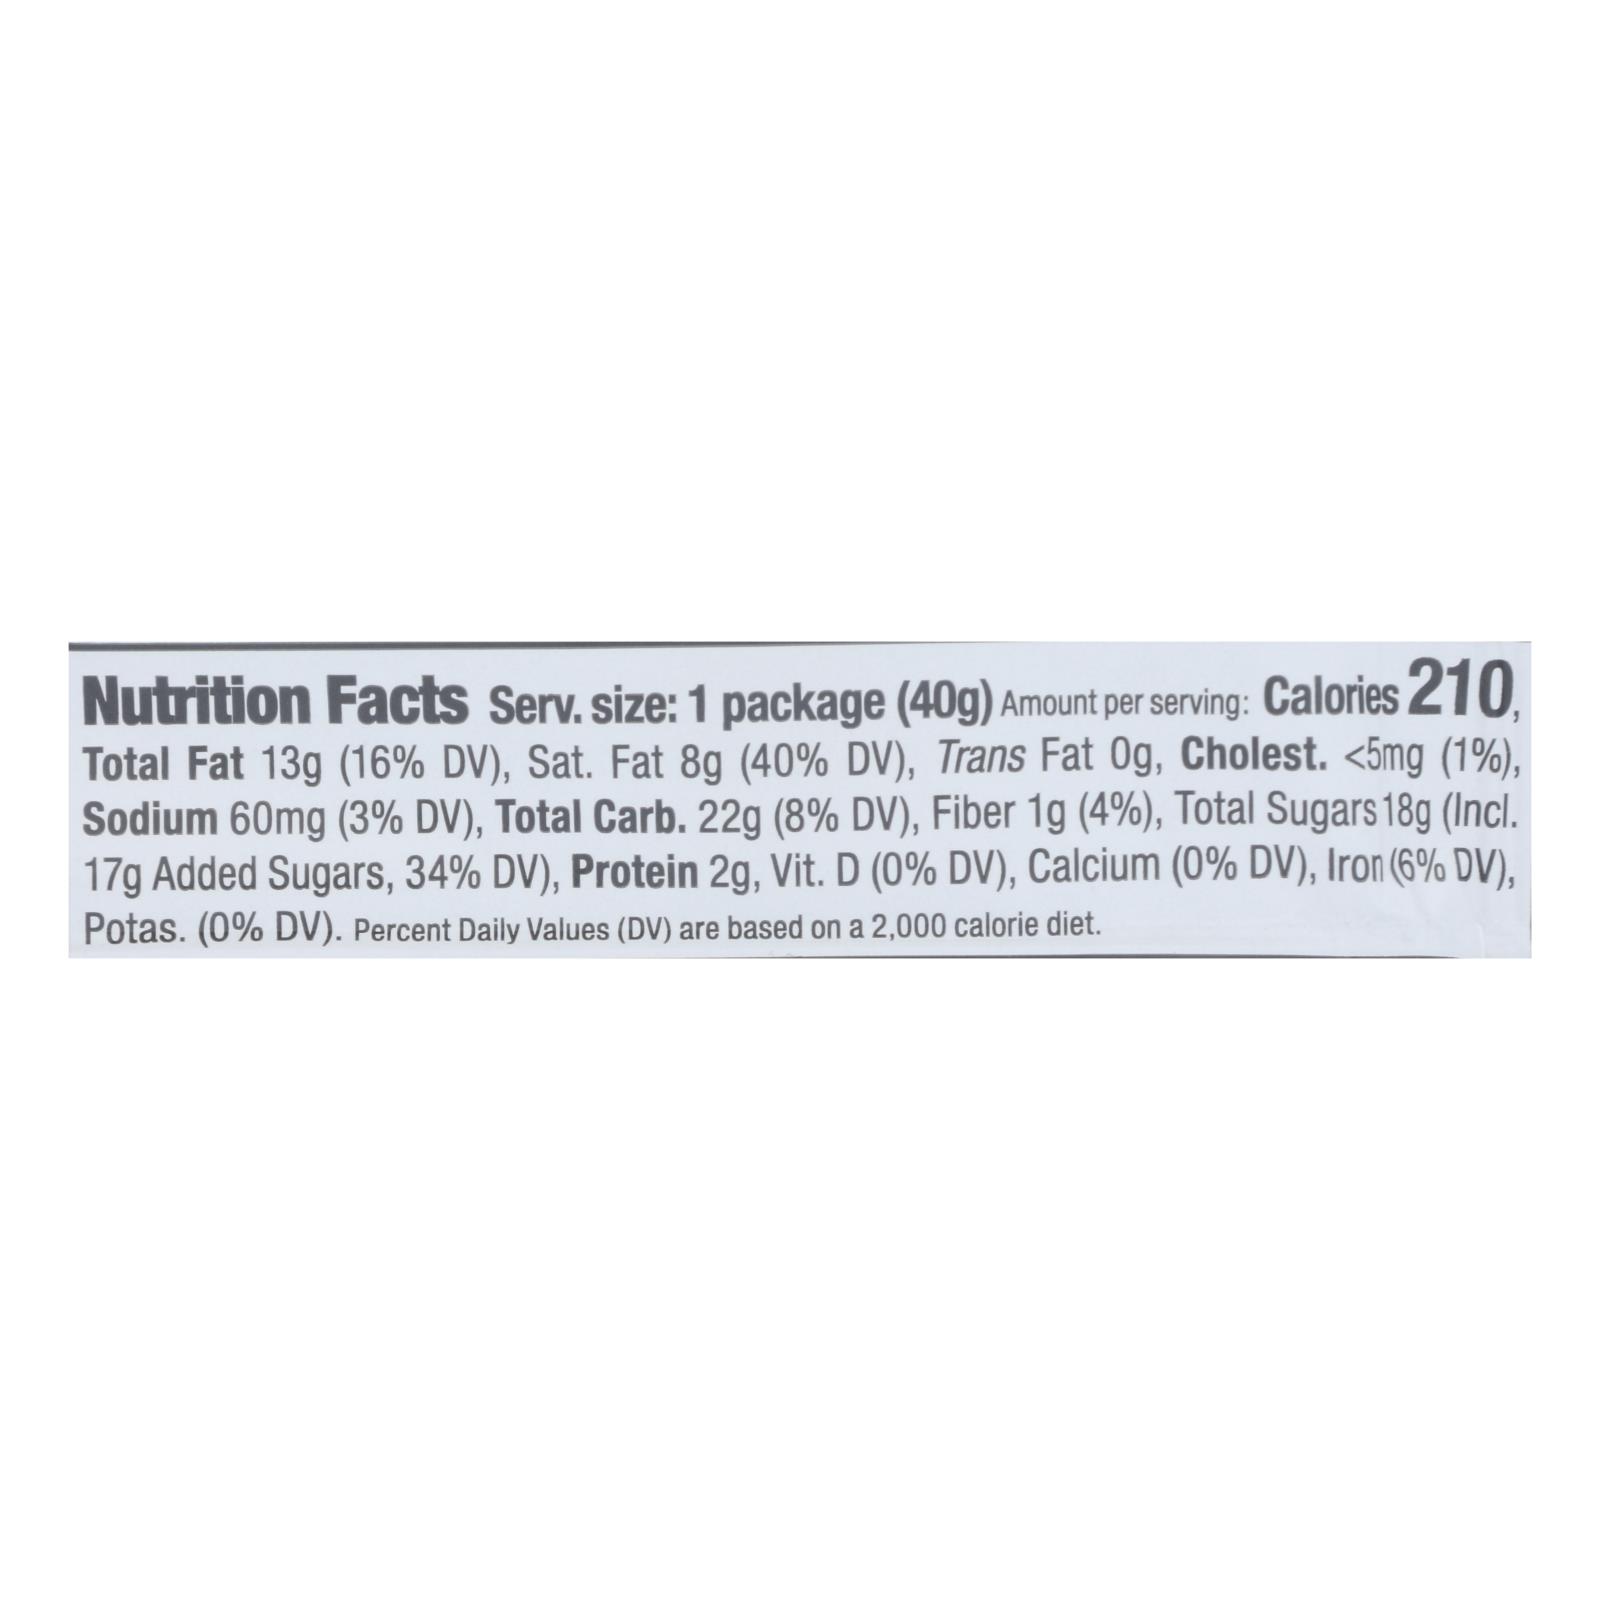 Nutrition Facts Serv. size: 1 package (40g) Amount per serving: Calories 210,
Total Fat 13g (16% DV), Sat. Fat 8g (40% DV), Trans Fat 0g, Cholest. <5mg (1%),
Sodium 60mg (3% DV), Total Carb. 22g (8% DV), Fiber 1g (4%), Total Sugars 18g (Incl.
17g Added Sugars, 34% DV), Protein 2g, Vit. D (0% DV), Calcium (0% DV), Iron (6% DV),
Potas. (0% DV). Percent Daily Values (DV) are based on a 2,000 calorie diet.